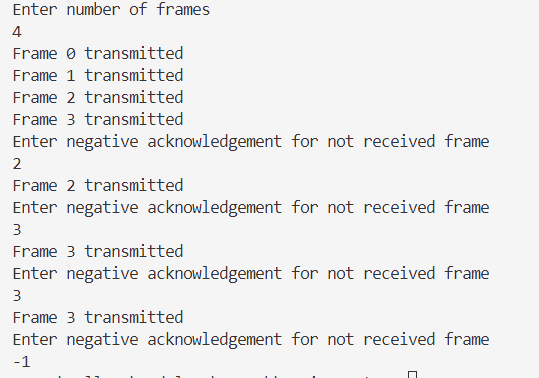 Enter number of frames
4
Frame 0 transmitted
Frame 1 transmitted
Frame 2 transmitted
Frame 3 transmitted
Enter negative acknowledgement for not received frame
2
Frame 2 transmitted
Enter negative acknowledgement for not received frame
3
Frame 3 transmitted
Enter negative acknowledgement for not received frame
3
Frame 3 transmitted
Enter negative acknowledgement for not received frame
-1